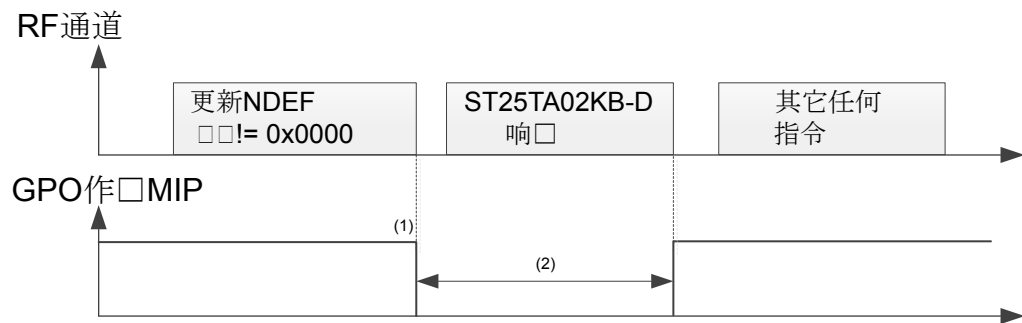 RF通道
更新NDEF
□□!= 0x0000
ST25TA02KB-D
响□
其它任何
指令
GPO作□MIP
(1)
(2)